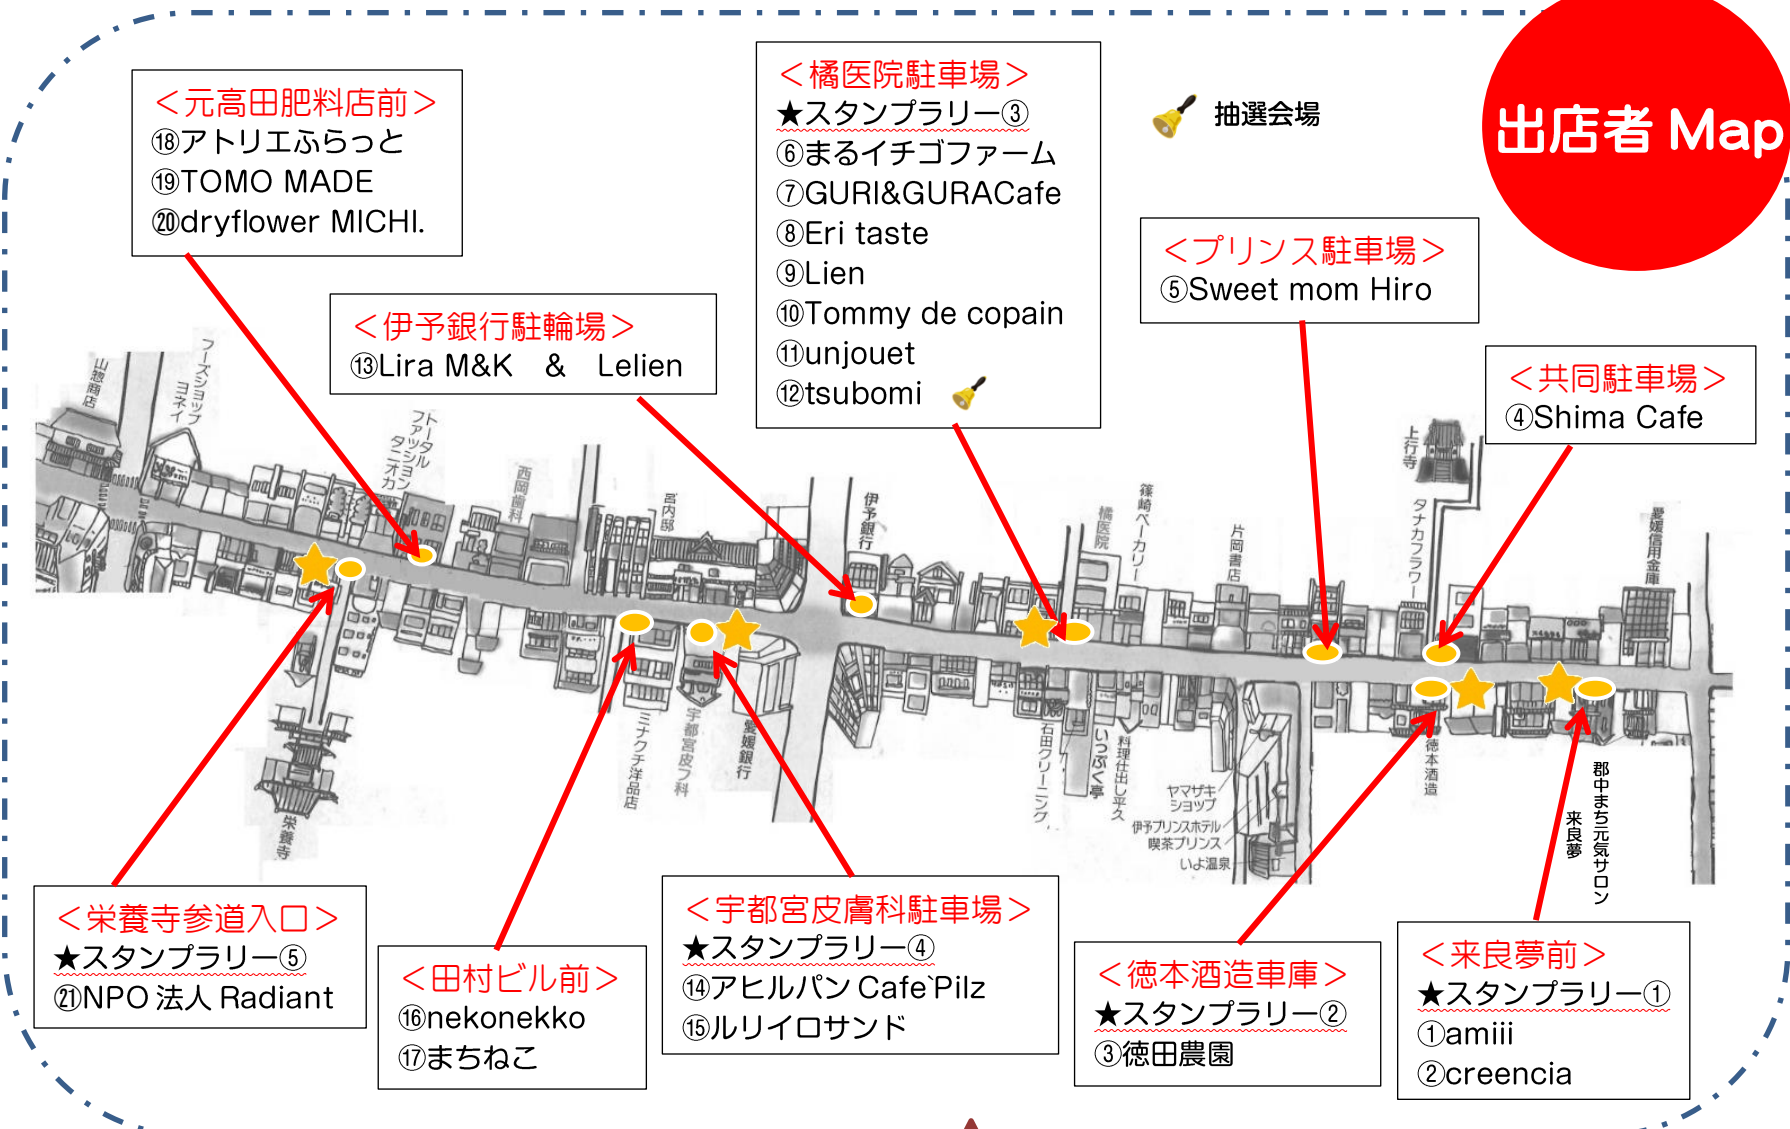 出店者 Map
抽選会場
＜元高田肥料店前＞
⑱アトリエふらっと
⑲TOMO MADE
⑳dryflower MICHI.
＜伊予銀行駐輪場＞
⑬Lira M&K　&　Lelien
＜橘医院駐車場＞
★スタンプラリー③
⑥まるイチゴファーム
⑦GURI&GURACafe
⑧Eri taste
⑨Lien
⑩Tommy de copain
⑪unjouet
⑫tsubomi
＜プリンス駐車場＞
⑤Sweet mom Hiro
＜共同駐車場＞
④Shima Cafe
山惣商店
フーズショップ
ヨネイ
トータル
ファッション
タニオカ
西岡歯科
宮内邸
伊予銀行
橘医院
篠崎ベーカリー
片岡書店
上行寺
タナカフラワー
愛媛信用金庫
栄養寺
ミナクチ洋品店
宇都宮皮フ科
愛媛銀行
石田クリーニング
いっぷく亭
料理仕出し平久
ヤマザキ
ショップ
伊予プリンスホテル
喫茶プリンス
いよ温泉
徳本酒造
郡中まち元気サロン
来良夢
＜栄養寺参道入口＞
★スタンプラリー⑤
㉑NPO 法人 Radiant
＜田村ビル前＞
⑯nekonekko
⑰まちねこ
＜宇都宮皮膚科駐車場＞
★スタンプラリー④
⑭アヒルパン Cafe`Pilz
⑮ルリイロサンド
＜徳本酒造車庫＞
★スタンプラリー②
③徳田農園
＜来良夢前＞
★スタンプラリー①
①amiii
②creencia